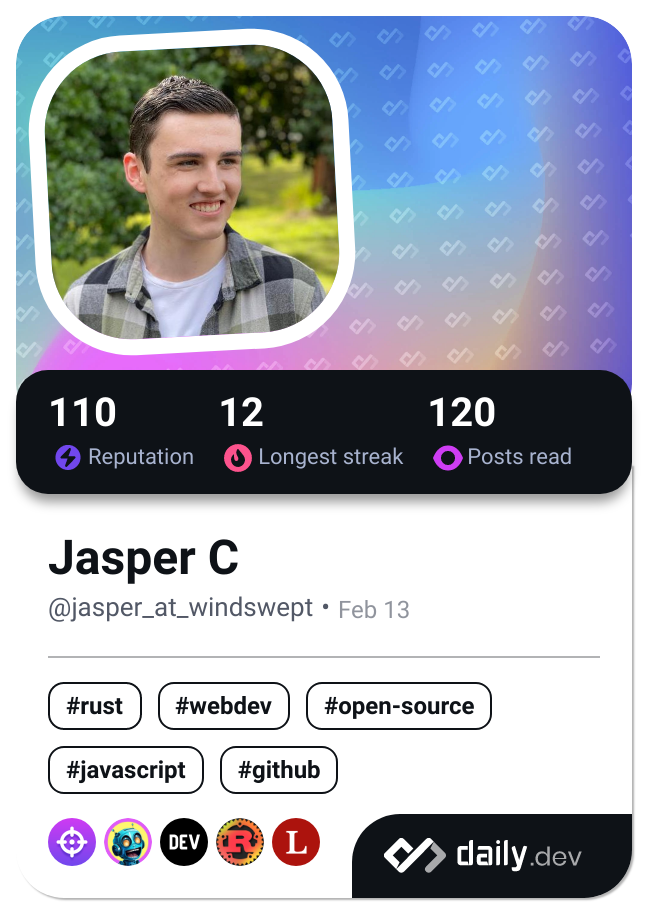 110 12 120
Reputation Longest streak Posts read
Jasper C
@jasper_at_windswept • Feb 13
#rust #webdev #open-source
#javascript #github
DEV R L
daily.dev